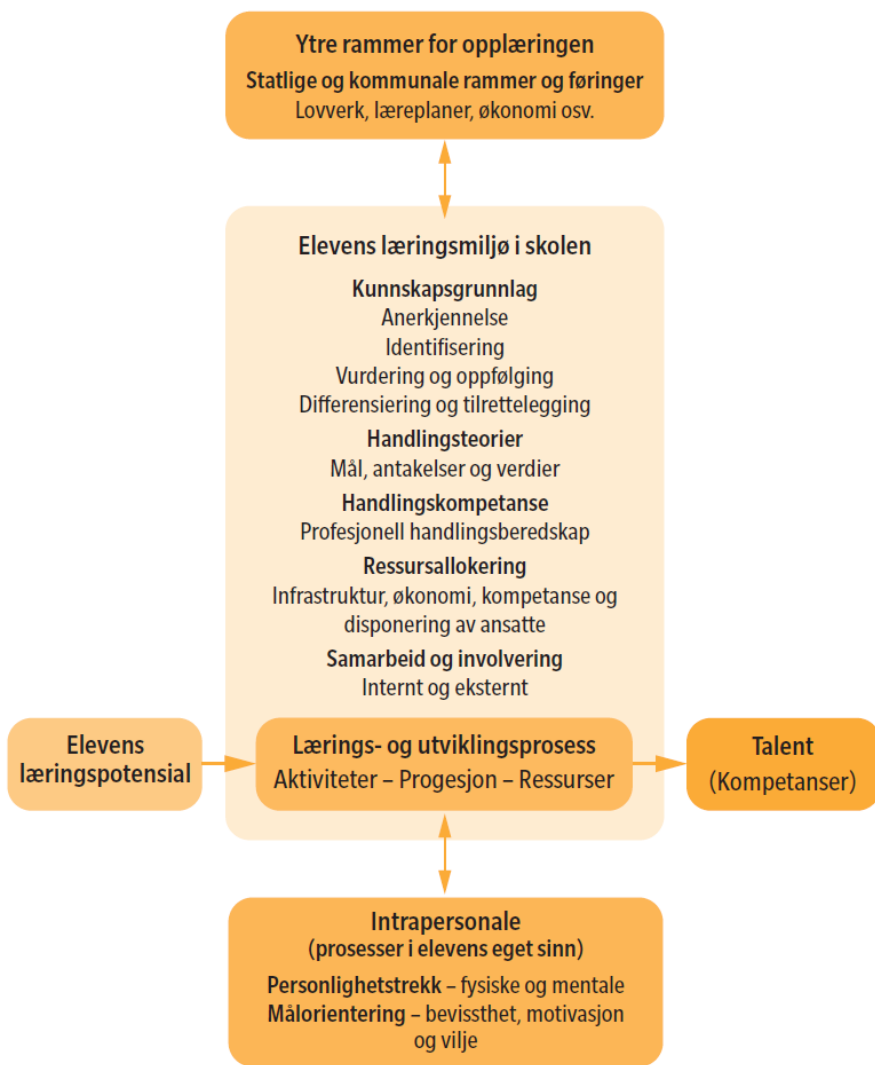 Ytre rammer for opplæringen
Statlige og kommunale rammer og føringer
Lovverk, læreplaner, økonomi osv.
Elevens læringsmiljø i skolen
Kunnskapsgrunnlag
Anerkjennelse
Identifisering
Vurdering og oppfølging
Differensiering og tilrettelegging
Handlingsteorier
Mål, antakelser og verdier
Handlingskompetanse
Profesjonell handlingsberedskap
Ressursallokering
Infrastruktur, økonomi, kompetanse og
disponering av ansatte
Samarbeid og involvering
Internt og eksternt
Elevens
læringspotensial
Lærings- og utviklingsprosess
Aktiviteter – Progesjon – Ressurser
Talent
(Kompetanser)
Intrapersonale
(prosesser i elevens eget sinn)
Personlighetstrekk – fysiske og mentale
Målorientering – bevissthet, motivasjon
og vilje